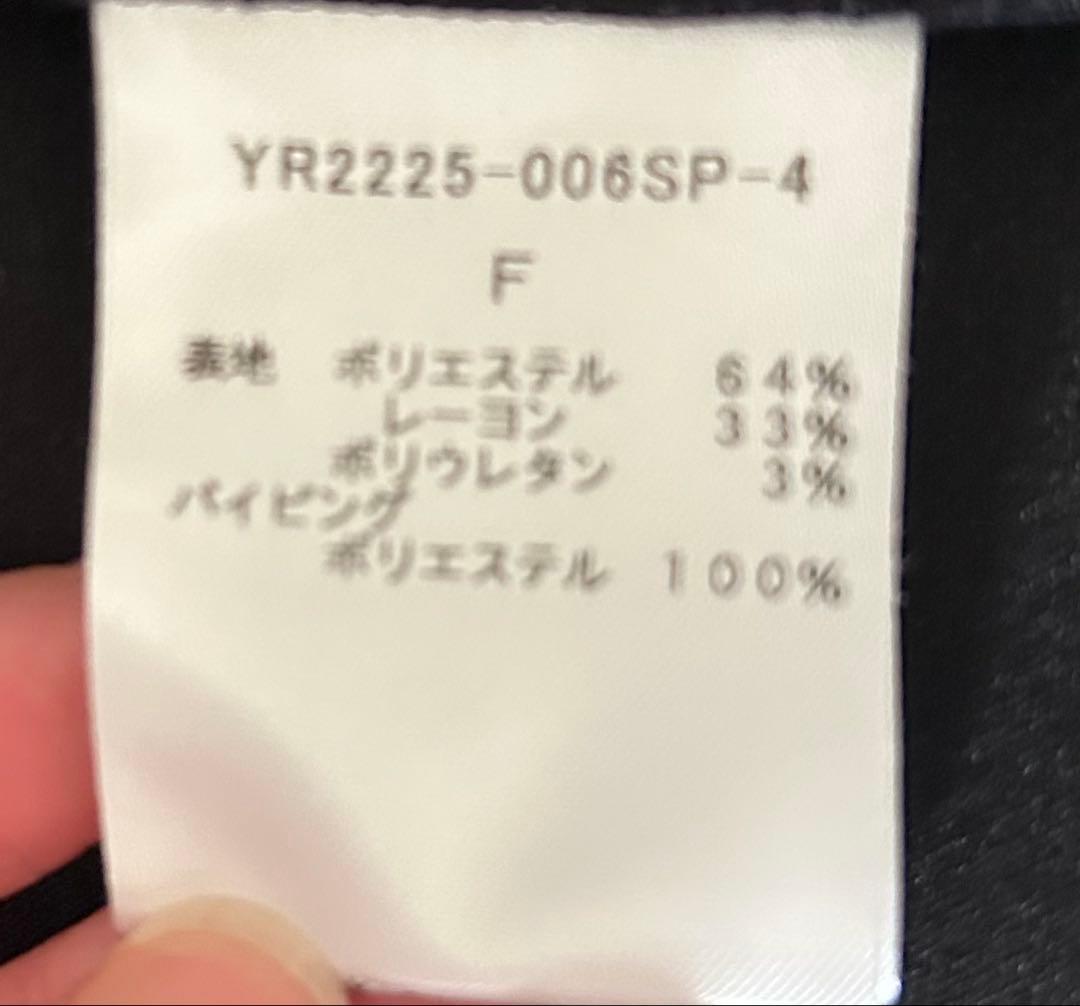 YR2225-006SP-4
F
表地 ポリエステル 64%
レーヨン 33%
ポリウレタン 3%
パイピング
ポリエステル 100%